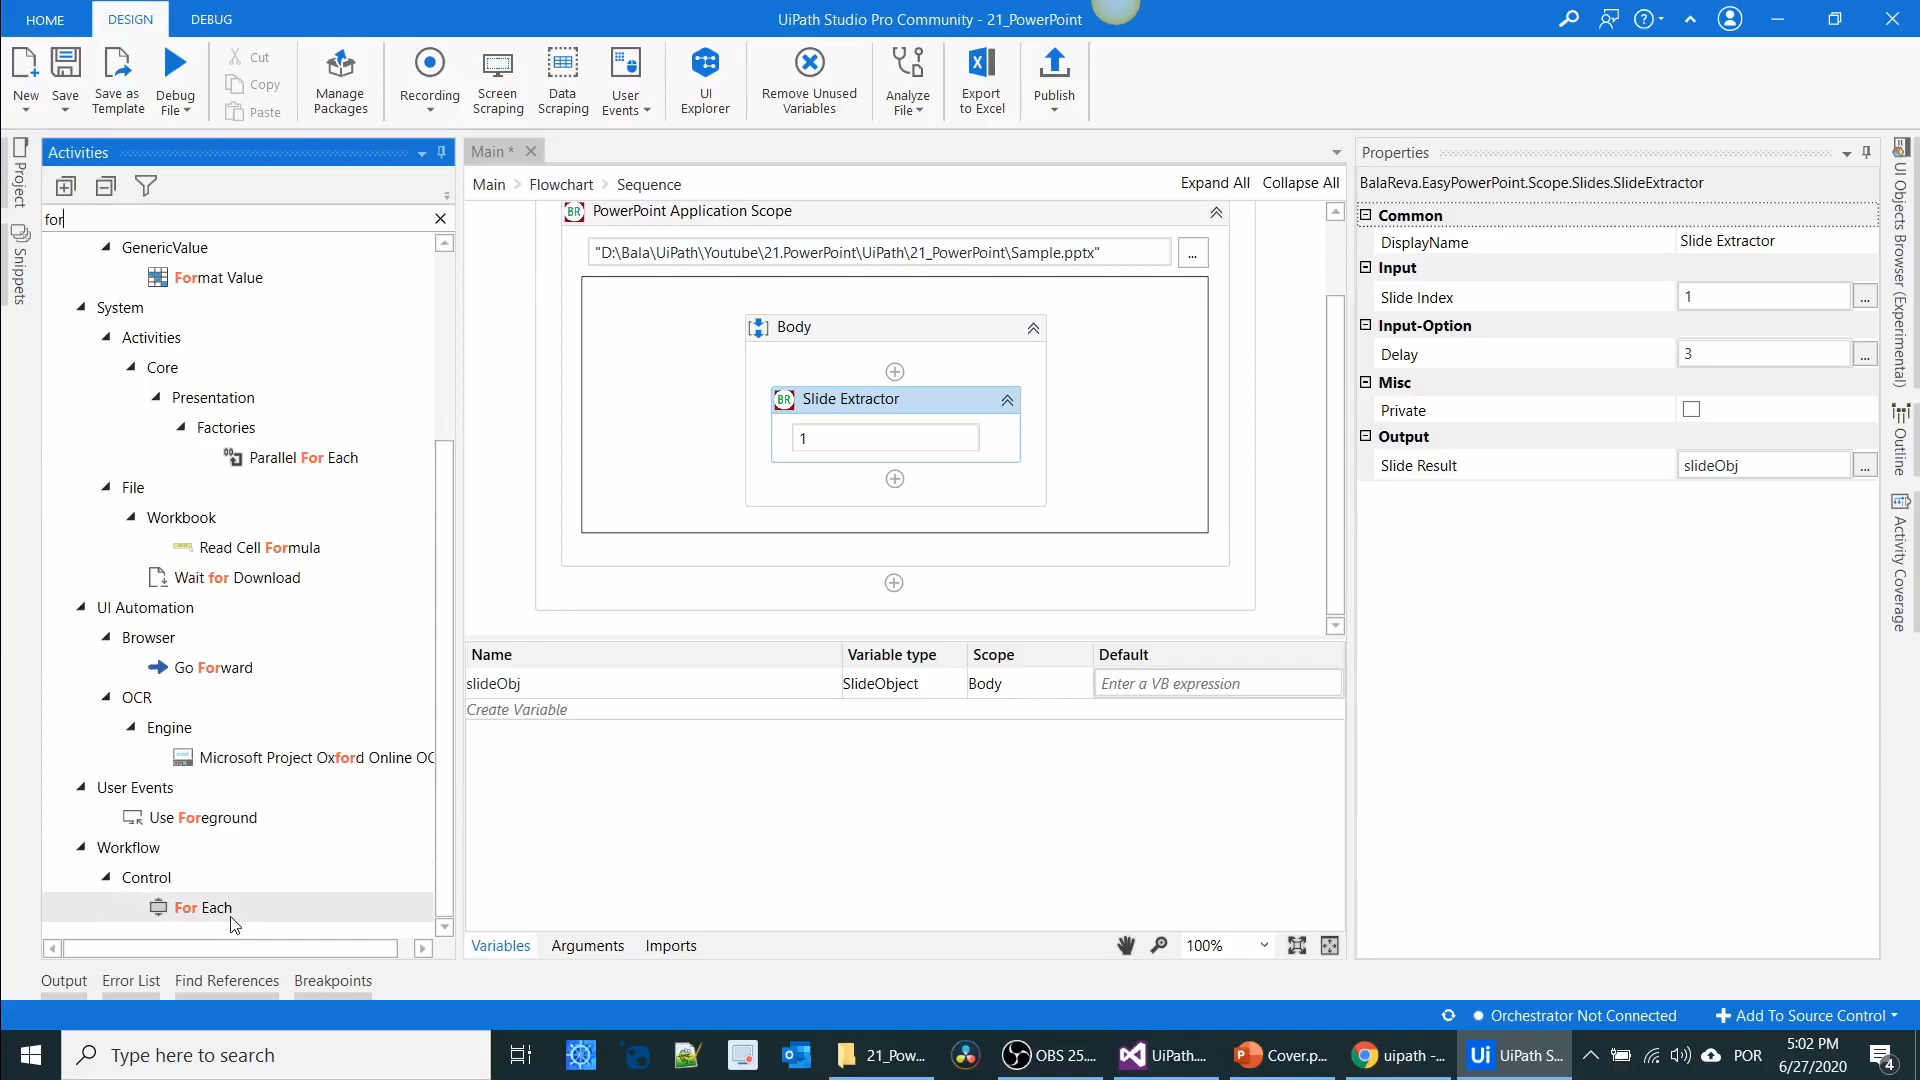 HOME
DESIGN
DEBUG
UiPath Studio Pro Community - 21_PowerPoint
New
Save
Save as Template
Debug File
Cut
Copy
Paste
Manage Packages
Recording
Screen Scraping
Data Scraping
User Events
UI Explorer
Remove Unused Variables
Analyze File
Export to Excel
Publish
Project
Snippets
Activities
for
GenericValue
Format Value
System
Activities
Core
Presentation
Factories
Parallel For Each
File
Workbook
Read Cell Formula
Wait for Download
UI Automation
Browser
Go Forward
OCR
Engine
Microsoft Project Oxford Online OC
User Events
Use Foreground
Workflow
Control
For Each
Output
Error List
Find References
Breakpoints
Main *
Main > Flowchart > Sequence
Expand All
Collapse All
BR PowerPoint Application Scope
"D:\Bala\UiPath\Youtube\21.PowerPoint\UiPath\21_PowerPoint\Sample.pptx"
...
Body
BR Slide Extractor
1
Name
Variable type
Scope
Default
slideObj
SlideObject
Body
Enter a VB expression
Create Variable
Variables
Arguments
Imports
100%
Properties
BalaReva.EasyPowerPoint.Scope.Slides.SlideExtractor
Common
DisplayName
Slide Extractor
Input
Slide Index
1
...
Input-Option
Delay
3
...
Misc
Private
Output
Slide Result
slideObj
...
UI Objects Browser (Experimental)
Outline
Activity Coverage
Orchestrator Not Connected
Add To Source Control
Type here to search
21_Pow...
OBS 25....
UiPath....
Cover.p...
uipath -...
Ui UiPath S...
POR
5:02 PM
6/27/2020
4